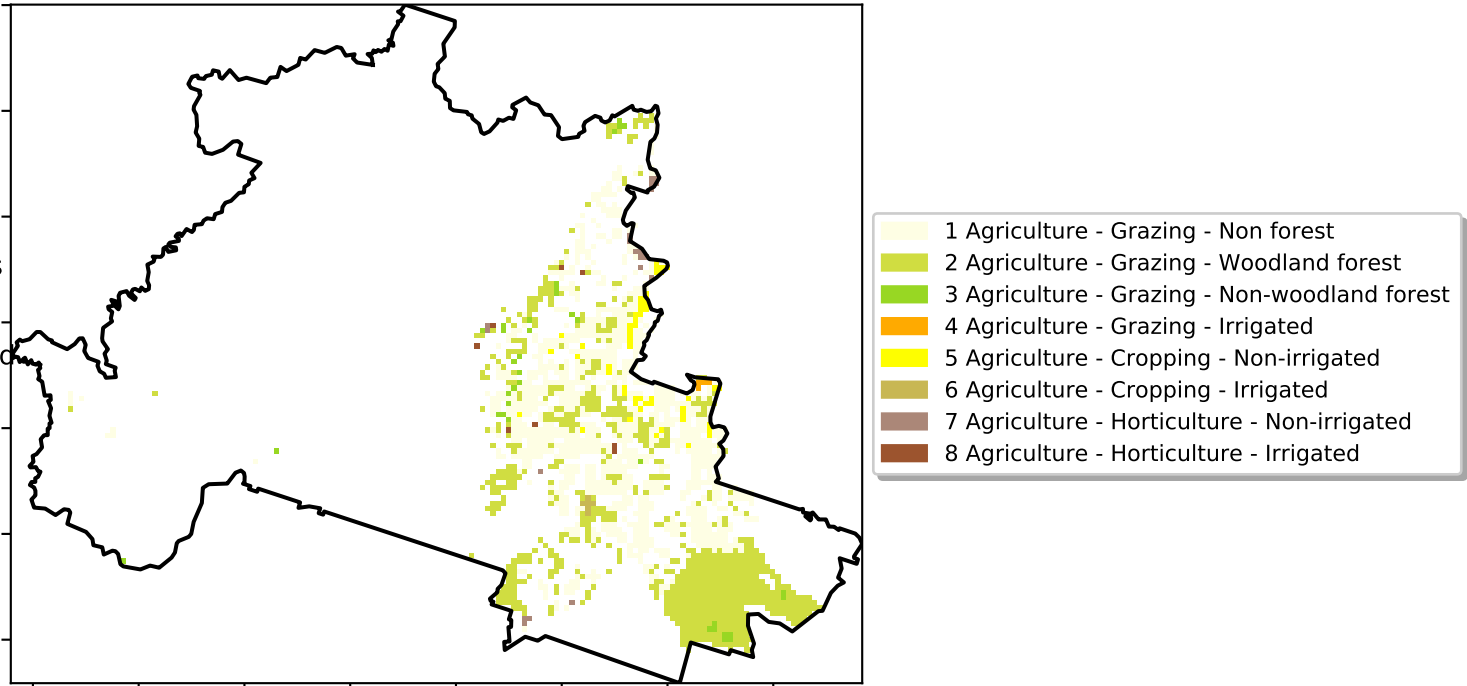 1 Agriculture - Grazing - Non forest
2 Agriculture - Grazing - Woodland forest
3 Agriculture - Grazing - Non-woodland forest
4 Agriculture - Grazing - Irrigated
5 Agriculture - Cropping - Non-irrigated
6 Agriculture - Cropping - Irrigated
7 Agriculture - Horticulture - Non-irrigated
8 Agriculture - Horticulture - Irrigated